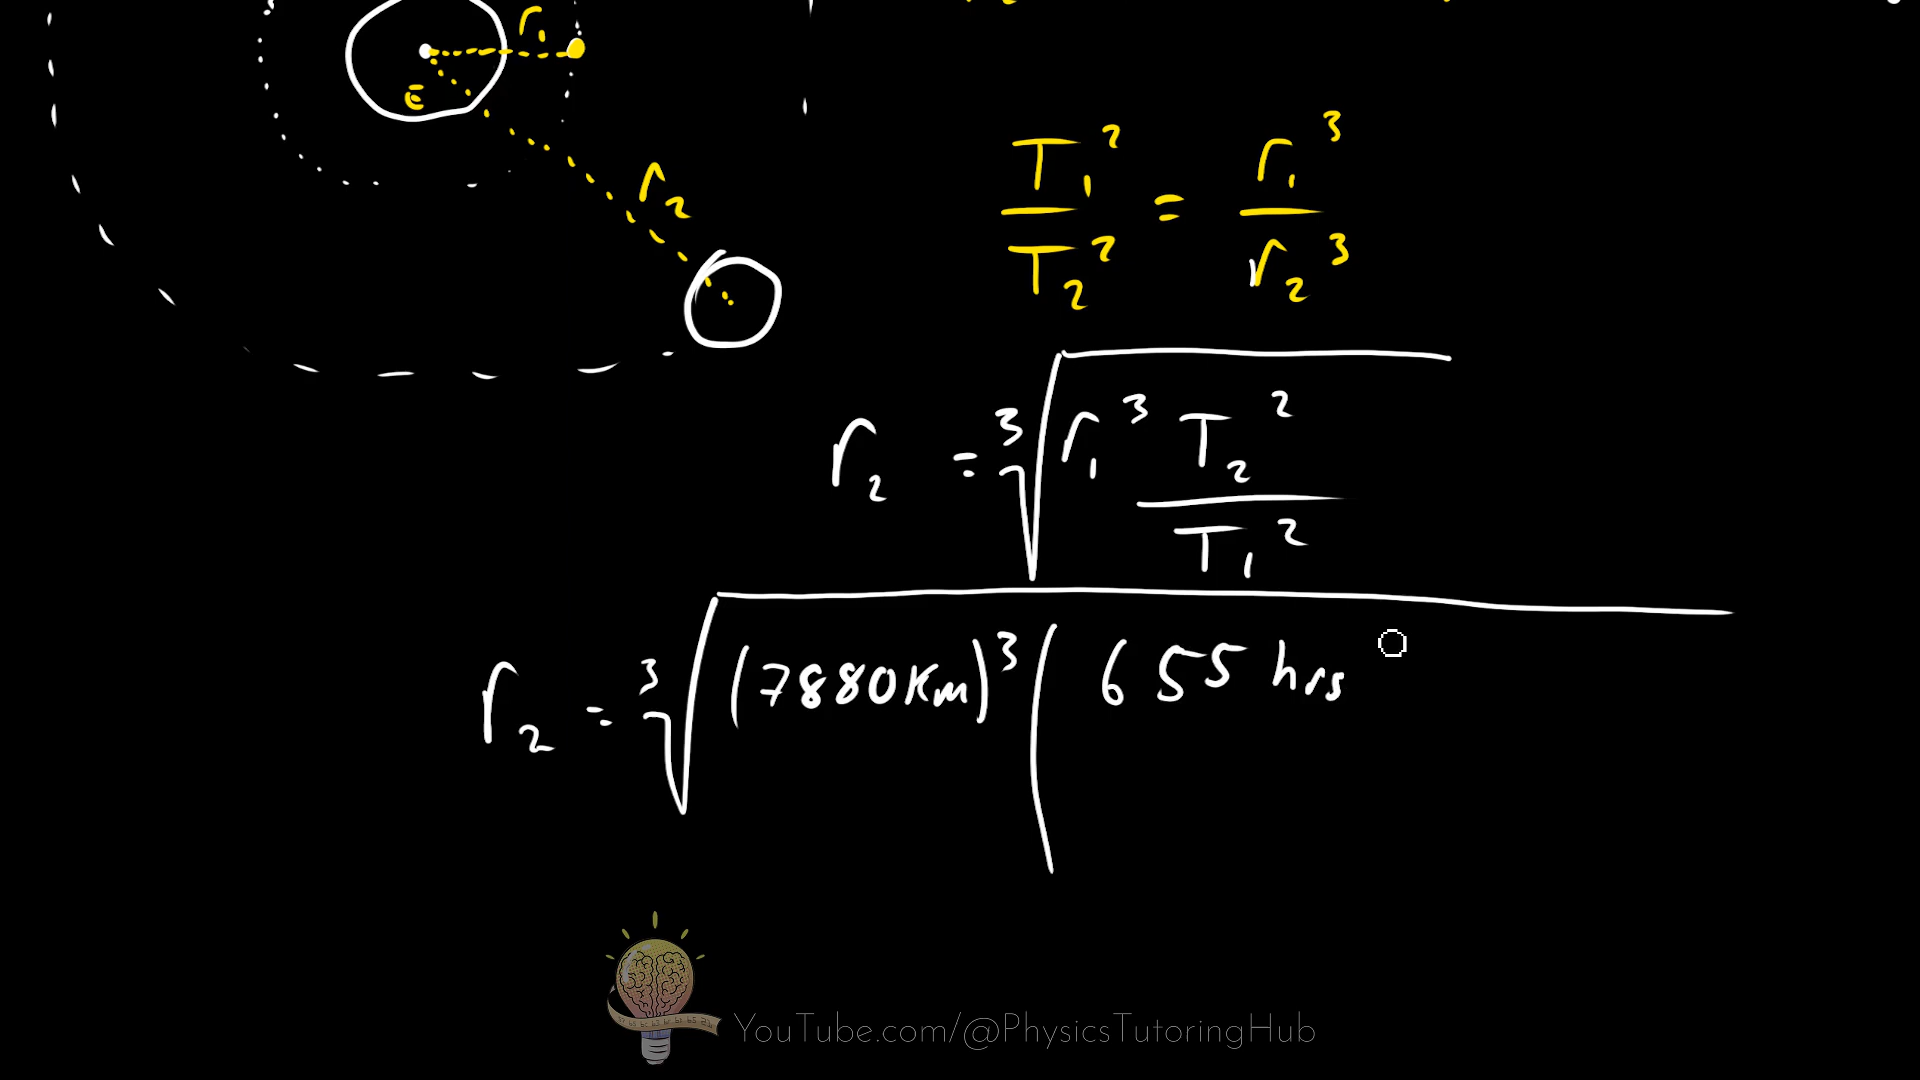 r₁
E
r₂
T₁² / T₂² = r₁³ / r₂³
r₂ = ∛(r₁³ T₂² / T₁²)
r₂ = ∛((7880Km)³ ( 655 hrs
YouTube.com/@PhysicsTutoringHub